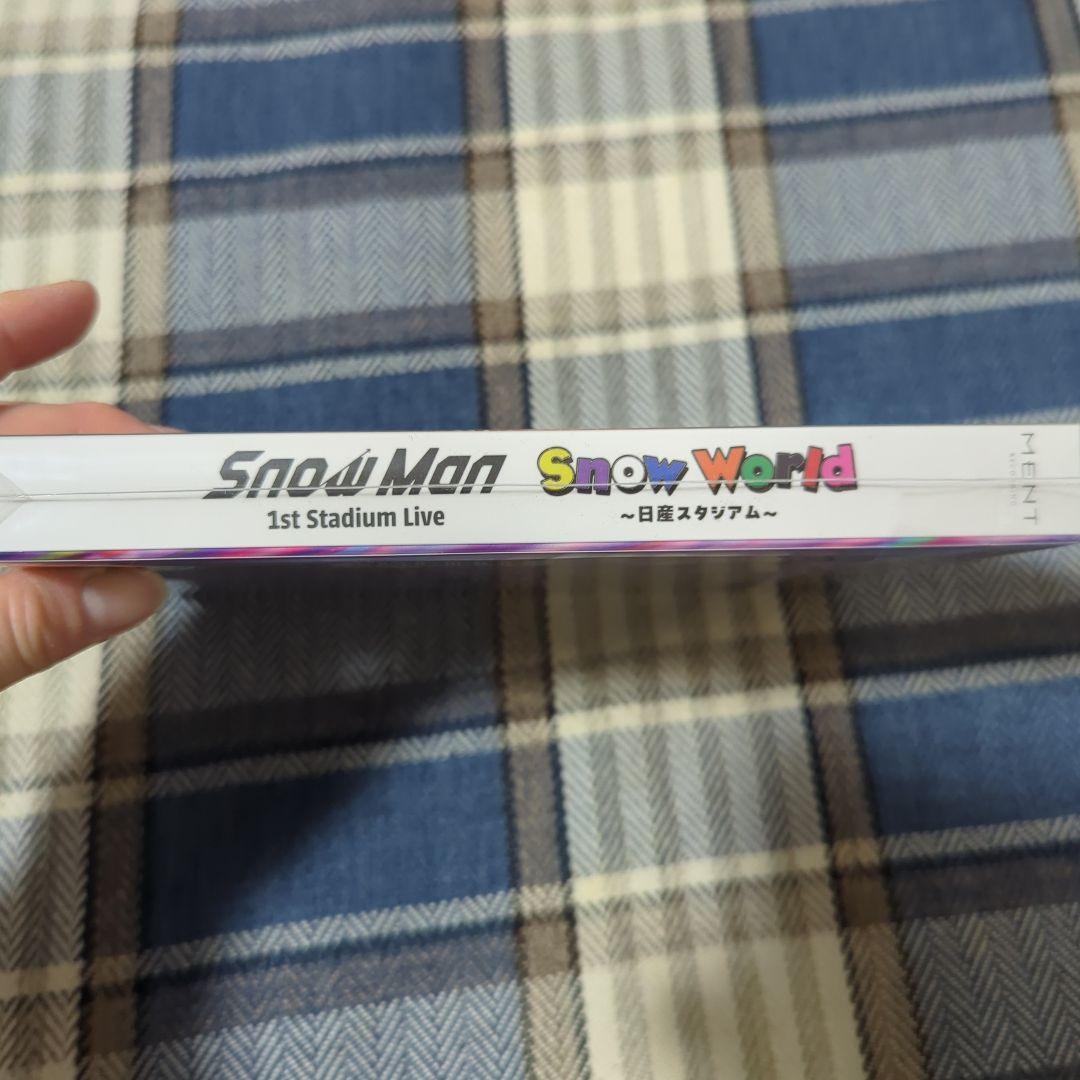 Snow Man
1st Stadium Live
Snow World
~日産スタジアム~
MENT